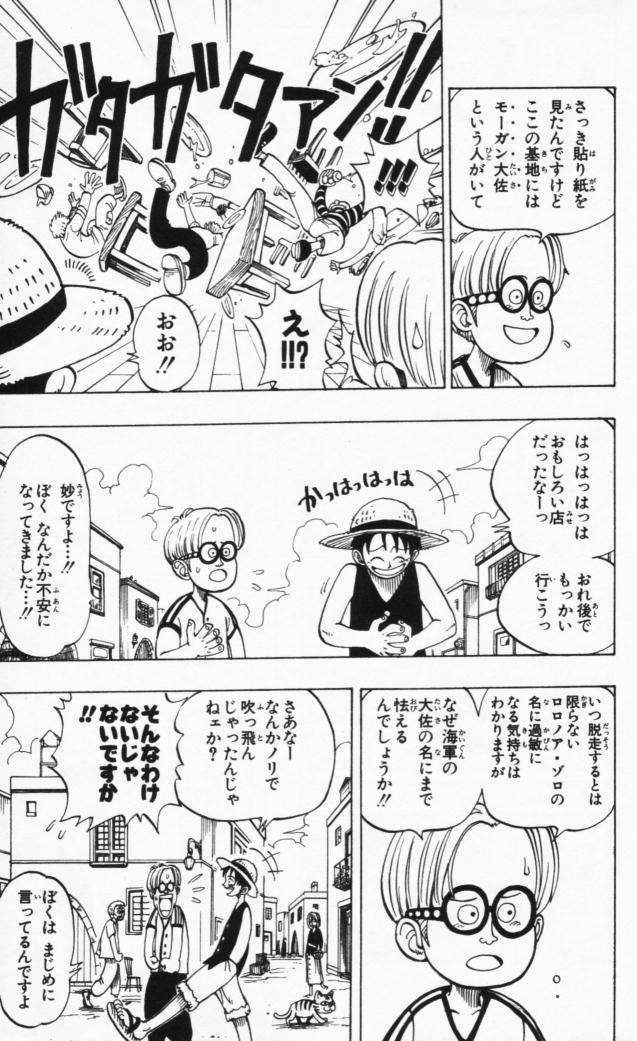 さっき貼り紙を
見たんですけど
ここの基地には
モーガン大佐
という人がいて
ガタガタアン!!
!!!
え!!?
おお!!
はっはっはっは
おもしろい店
だったなーっ
おれ後で
もっかい
行こうっ
かっはっはっは
妙ですよ…!!
ぼく なんだか不安に
なってきました…!!
いつ脱走するとは
限らない
ロロノア・ゾロの
名に過敏に
なる気持ちは
わかりますが
なぜ海軍の
大佐の名にまで
怯える
んでしょうか!!
さあなー
なんかノリで
吹っ飛ん
じゃったんじゃ
ねェか?
そんなわけ
ないじゃ
ないですか
!!
ぼくは まじめに
言ってるんですよ